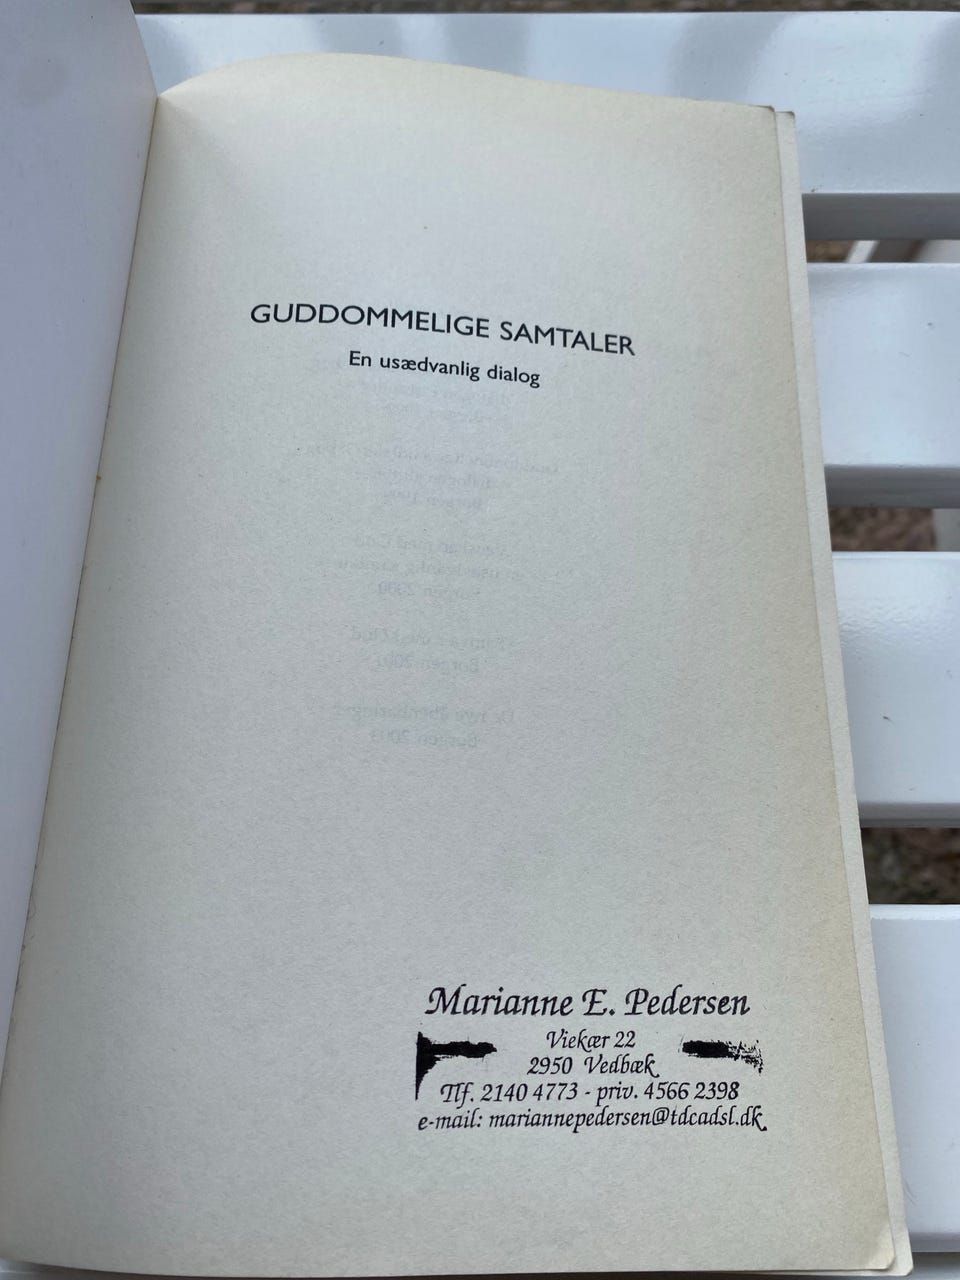 GUDDOMMELIGE SAMTALER
En usædvanlig dialog
Marianne E. Pedersen
Viekær 22
2950 Vedbæk
Tlf. 2140 4773 - priv. 4566 2398
e-mail: mariannepedersen@tdcadsl.dk